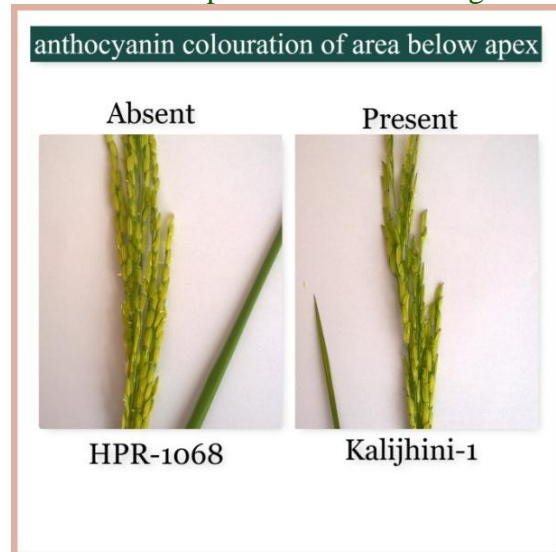 anthocyanin colouration of area below apex
Absent
Present
HPR-1068
Kalijhini-1